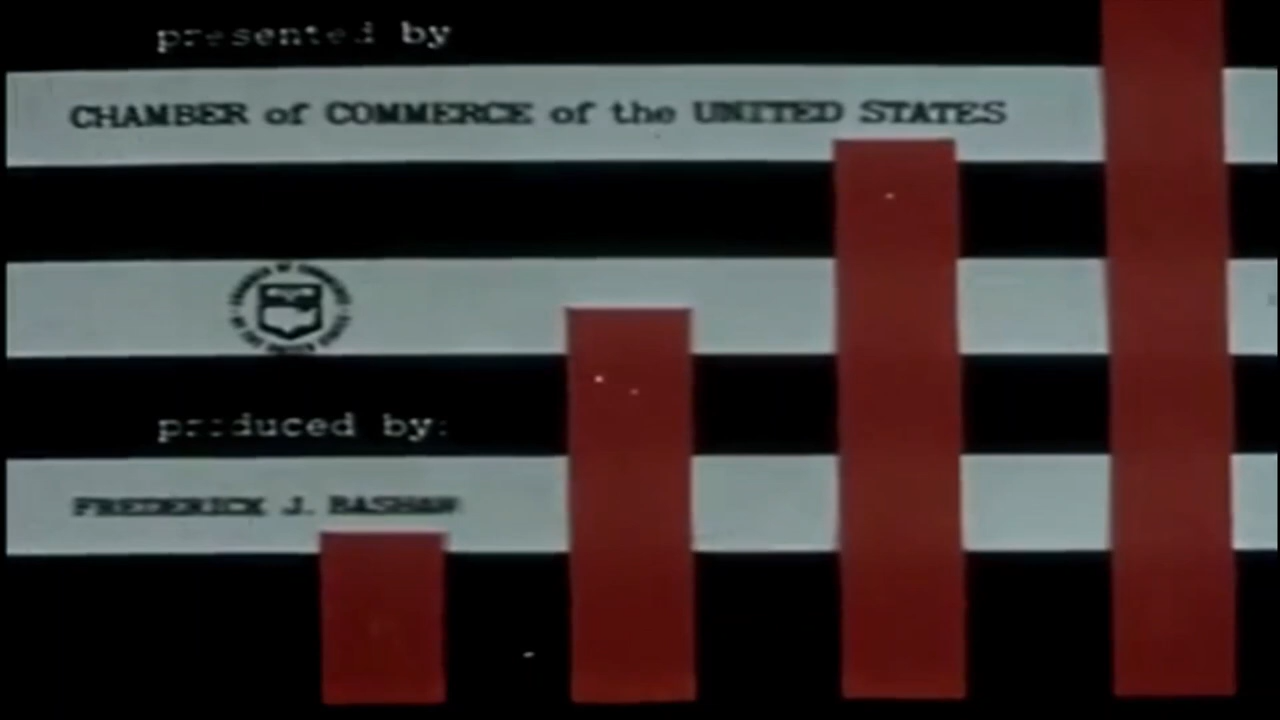 presented by
CHAMBER of COMMERCE of the UNITED STATES
produced by:
FREDERICK J. BASHAW